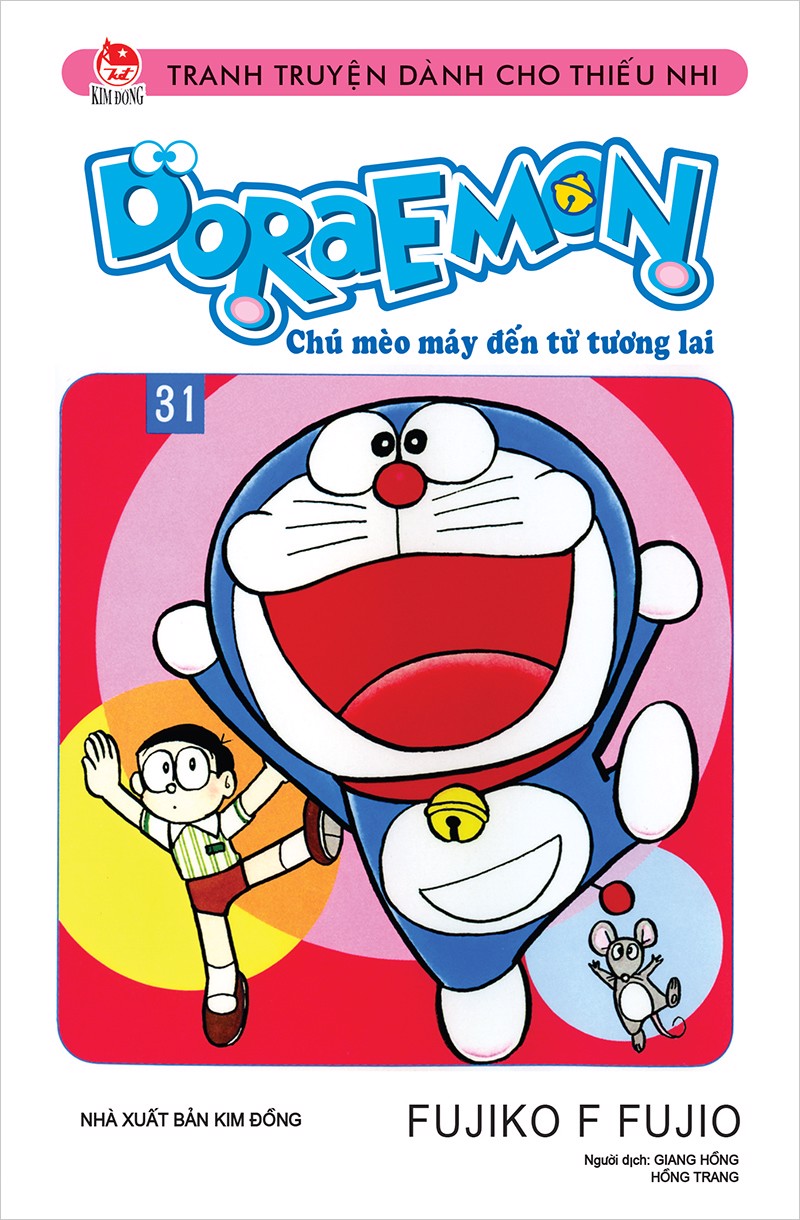 KIM ĐỒNG
TRANH TRUYỆN DÀNH CHO THIẾU NHI
DORAEMON
Chú mèo máy đến từ tương lai
31
NHÀ XUẤT BẢN KIM ĐỒNG
FUJIKO F FUJIO
Người dịch: GIANG HỒNG
HỒNG TRANG